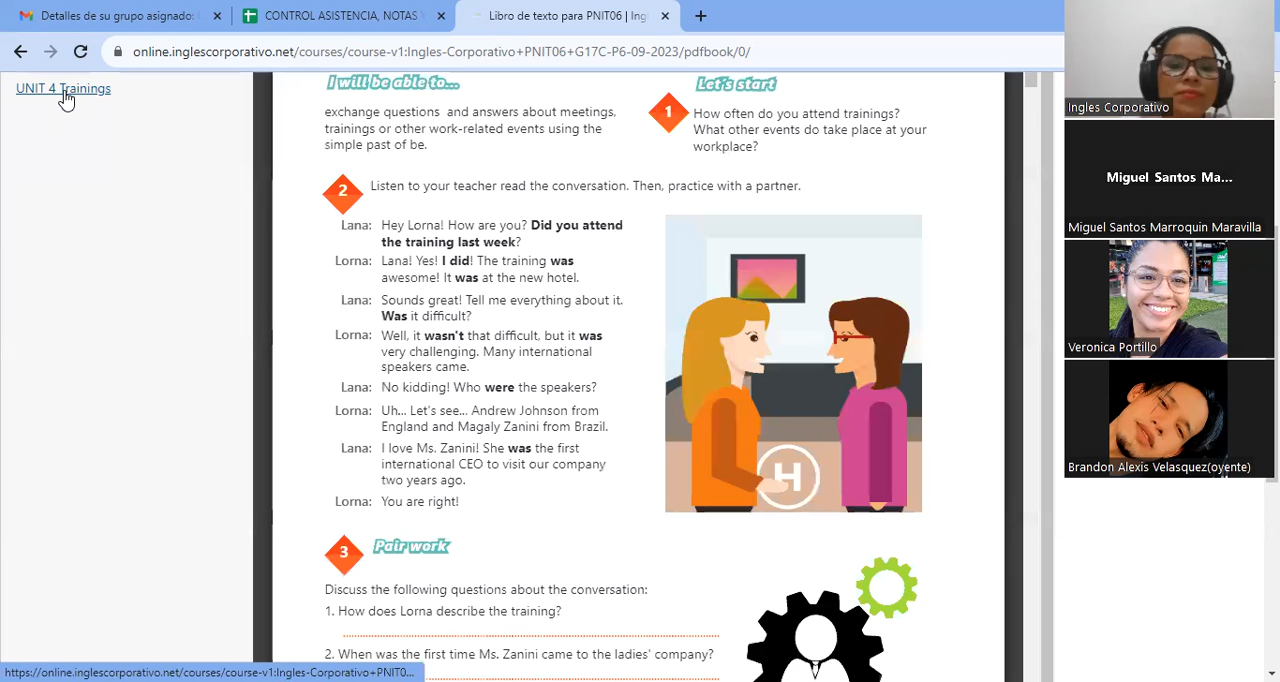 Detalles de su grupo asignado: I
CONTROL ASISTENCIA, NOTAS Y
Libro de texto para PNIT06 | Ing
online.inglescorporativo.net/courses/course-v1:Ingles-Corporativo+PNIT06+G17C-P6-09-2023/pdfbook/0/
UNIT 4 Trainings
I will be able to...
exchange questions and answers about meetings,
trainings or other work-related events using the
simple past of be.
Let's start
1
How often do you attend trainings?
What other events do take place at your
workplace?
2
Listen to your teacher read the conversation. Then, practice with a partner.
Lana: Hey Lorna! How are you? Did you attend
the training last week?
Lorna: Lana! Yes! I did! The training was
awesome! It was at the new hotel.
Lana: Sounds great! Tell me everything about it.
Was it difficult?
Lorna: Well, it wasn't that difficult, but it was
very challenging. Many international
speakers came.
Lana: No kidding! Who were the speakers?
Lorna: Uh... Let's see... Andrew Johnson from
England and Magaly Zanini from Brazil.
Lana: I love Ms. Zanini! She was the first
international CEO to visit our company
two years ago.
Lorna: You are right!
H
3
Pair work
Discuss the following questions about the conversation:
1. How does Lorna describe the training?
2. When was the first time Ms. Zanini came to the ladies' company?
https://online.inglescorporativo.net/courses/course-v1:Ingles-Corporativo+PNIT0...
Ingles Corporativo
Miguel Santos Ma...
Miguel Santos Marroquin Maravilla
Veronica Portillo
Brandon Alexis Velasquez(oyente)